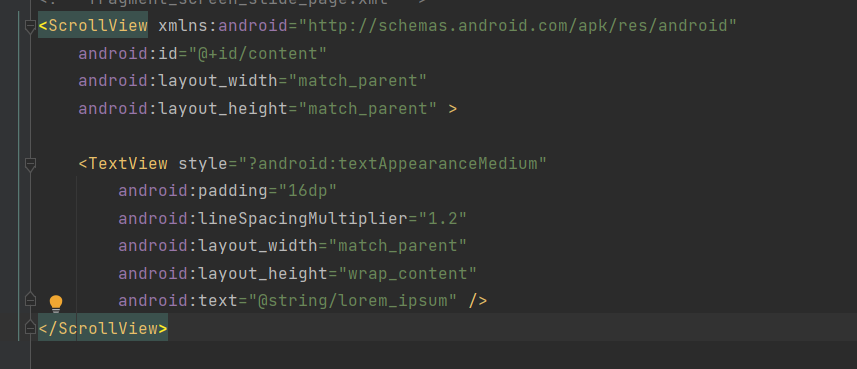 fragment_screen_slide_page.xml
<ScrollView xmlns:android="http://schemas.android.com/apk/res/android"
    android:id="@+id/content"
    android:layout_width="match_parent"
    android:layout_height="match_parent" >

    <TextView style="?android:textAppearanceMedium"
        android:padding="16dp"
        android:lineSpacingMultiplier="1.2"
        android:layout_width="match_parent"
        android:layout_height="wrap_content"
        android:text="@string/lorem_ipsum" />
</ScrollView>